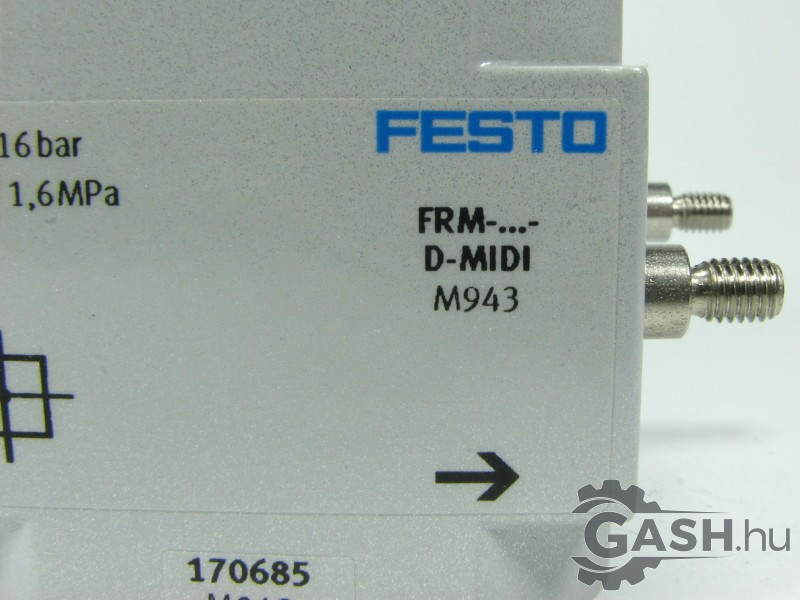 16 bar
1,6 MPa
FESTO
FRM-...-
D-MIDI
M943
170685
GASH.hu